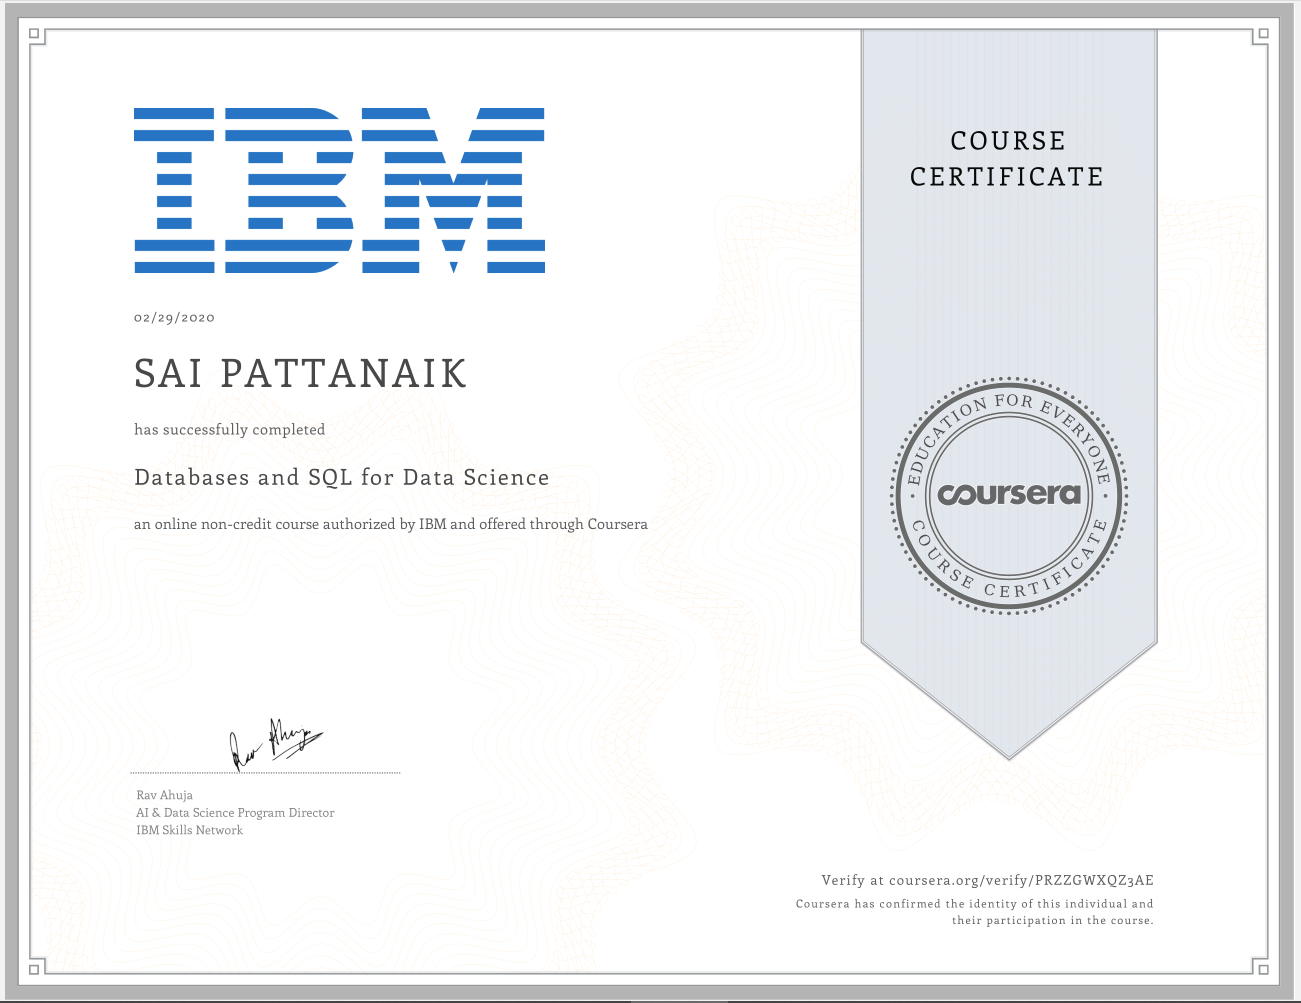 IBM
02/29/2020
SAI PATTANAIK
has successfully completed
Databases and SQL for Data Science
an online non-credit course authorized by IBM and offered through Coursera
Rav Ahuja
Rav Ahuja
AI & Data Science Program Director
IBM Skills Network
COURSE
CERTIFICATE
EDUCATION FOR EVERYONE
coursera
COURSE CERTIFICATE
Verify at coursera.org/verify/PRZZGWXQZ3AE
Coursera has confirmed the identity of this individual and
their participation in the course.